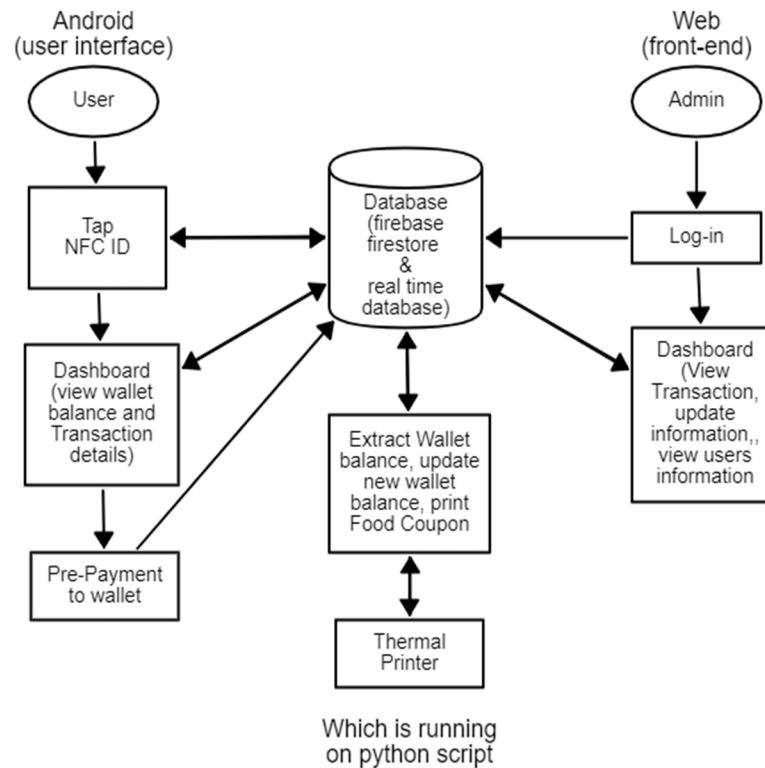 Android
(user interface)
User
Tap
NFC ID
Dashboard
(view wallet
balance and
Transaction
details)
Pre-Payment
to wallet
Database
(firebase
firestore
&
real time
database)
Extract Wallet
balance, update
new wallet
balance, print
Food Coupon
Thermal
Printer
Which is running
on python script
Web
(front-end)
Admin
Log-in
Dashboard
(View
Transaction,
update
information,,
view users
information